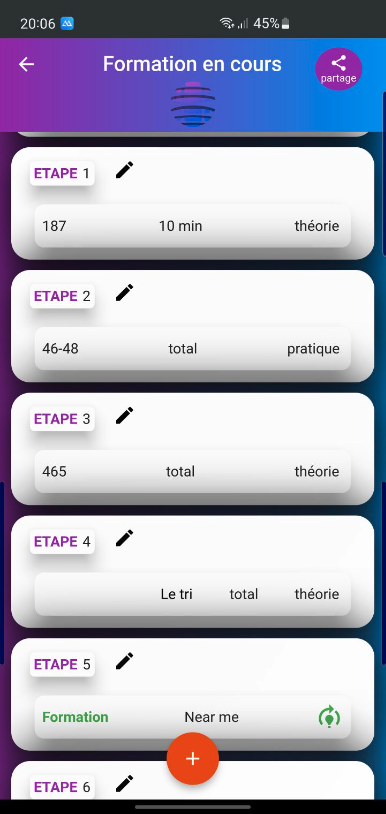 20:06 45%
Formation en cours
partage
ETAPE 1
187 10 min théorie
ETAPE 2
46-48 total pratique
ETAPE 3
465 total théorie
ETAPE 4
Le tri total théorie
ETAPE 5
Formation Near me
+
ETAPE 6